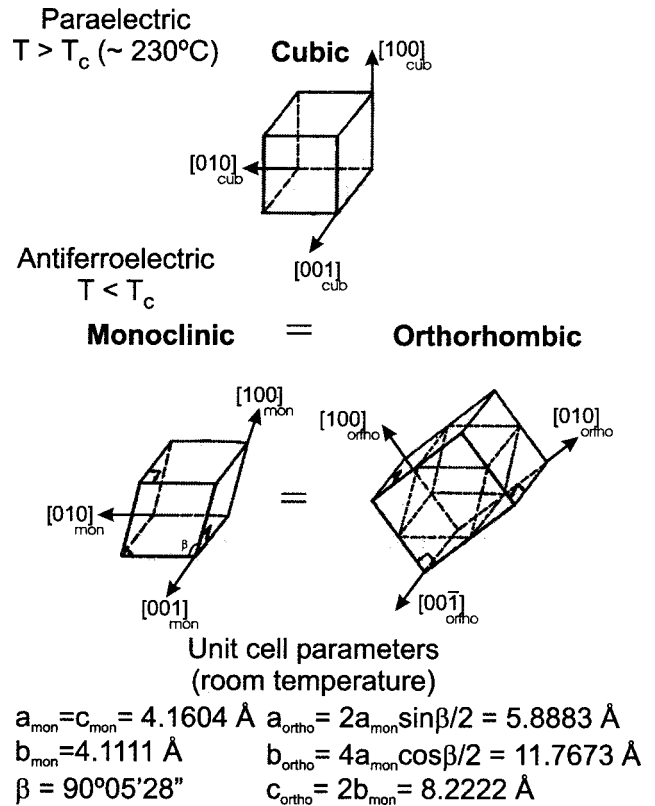 Paraelectric
T > Tc (~ 230ºC) Cubic
[100]cub
[010]cub
[001]cub
Antiferroelectric
T < Tc
Monoclinic = Orthorhombic
[100]mon [100]ortho [010]ortho
[010]mon =
β
[001]mon [001̅]ortho
Unit cell parameters
(room temperature)
amon=cmon= 4.1604 Å aortho= 2amonsinβ/2 = 5.8883 Å
bmon=4.1111 Å bortho= 4amoncosβ/2 = 11.7673 Å
β = 90º05'28" cortho= 2bmon= 8.2222 Å